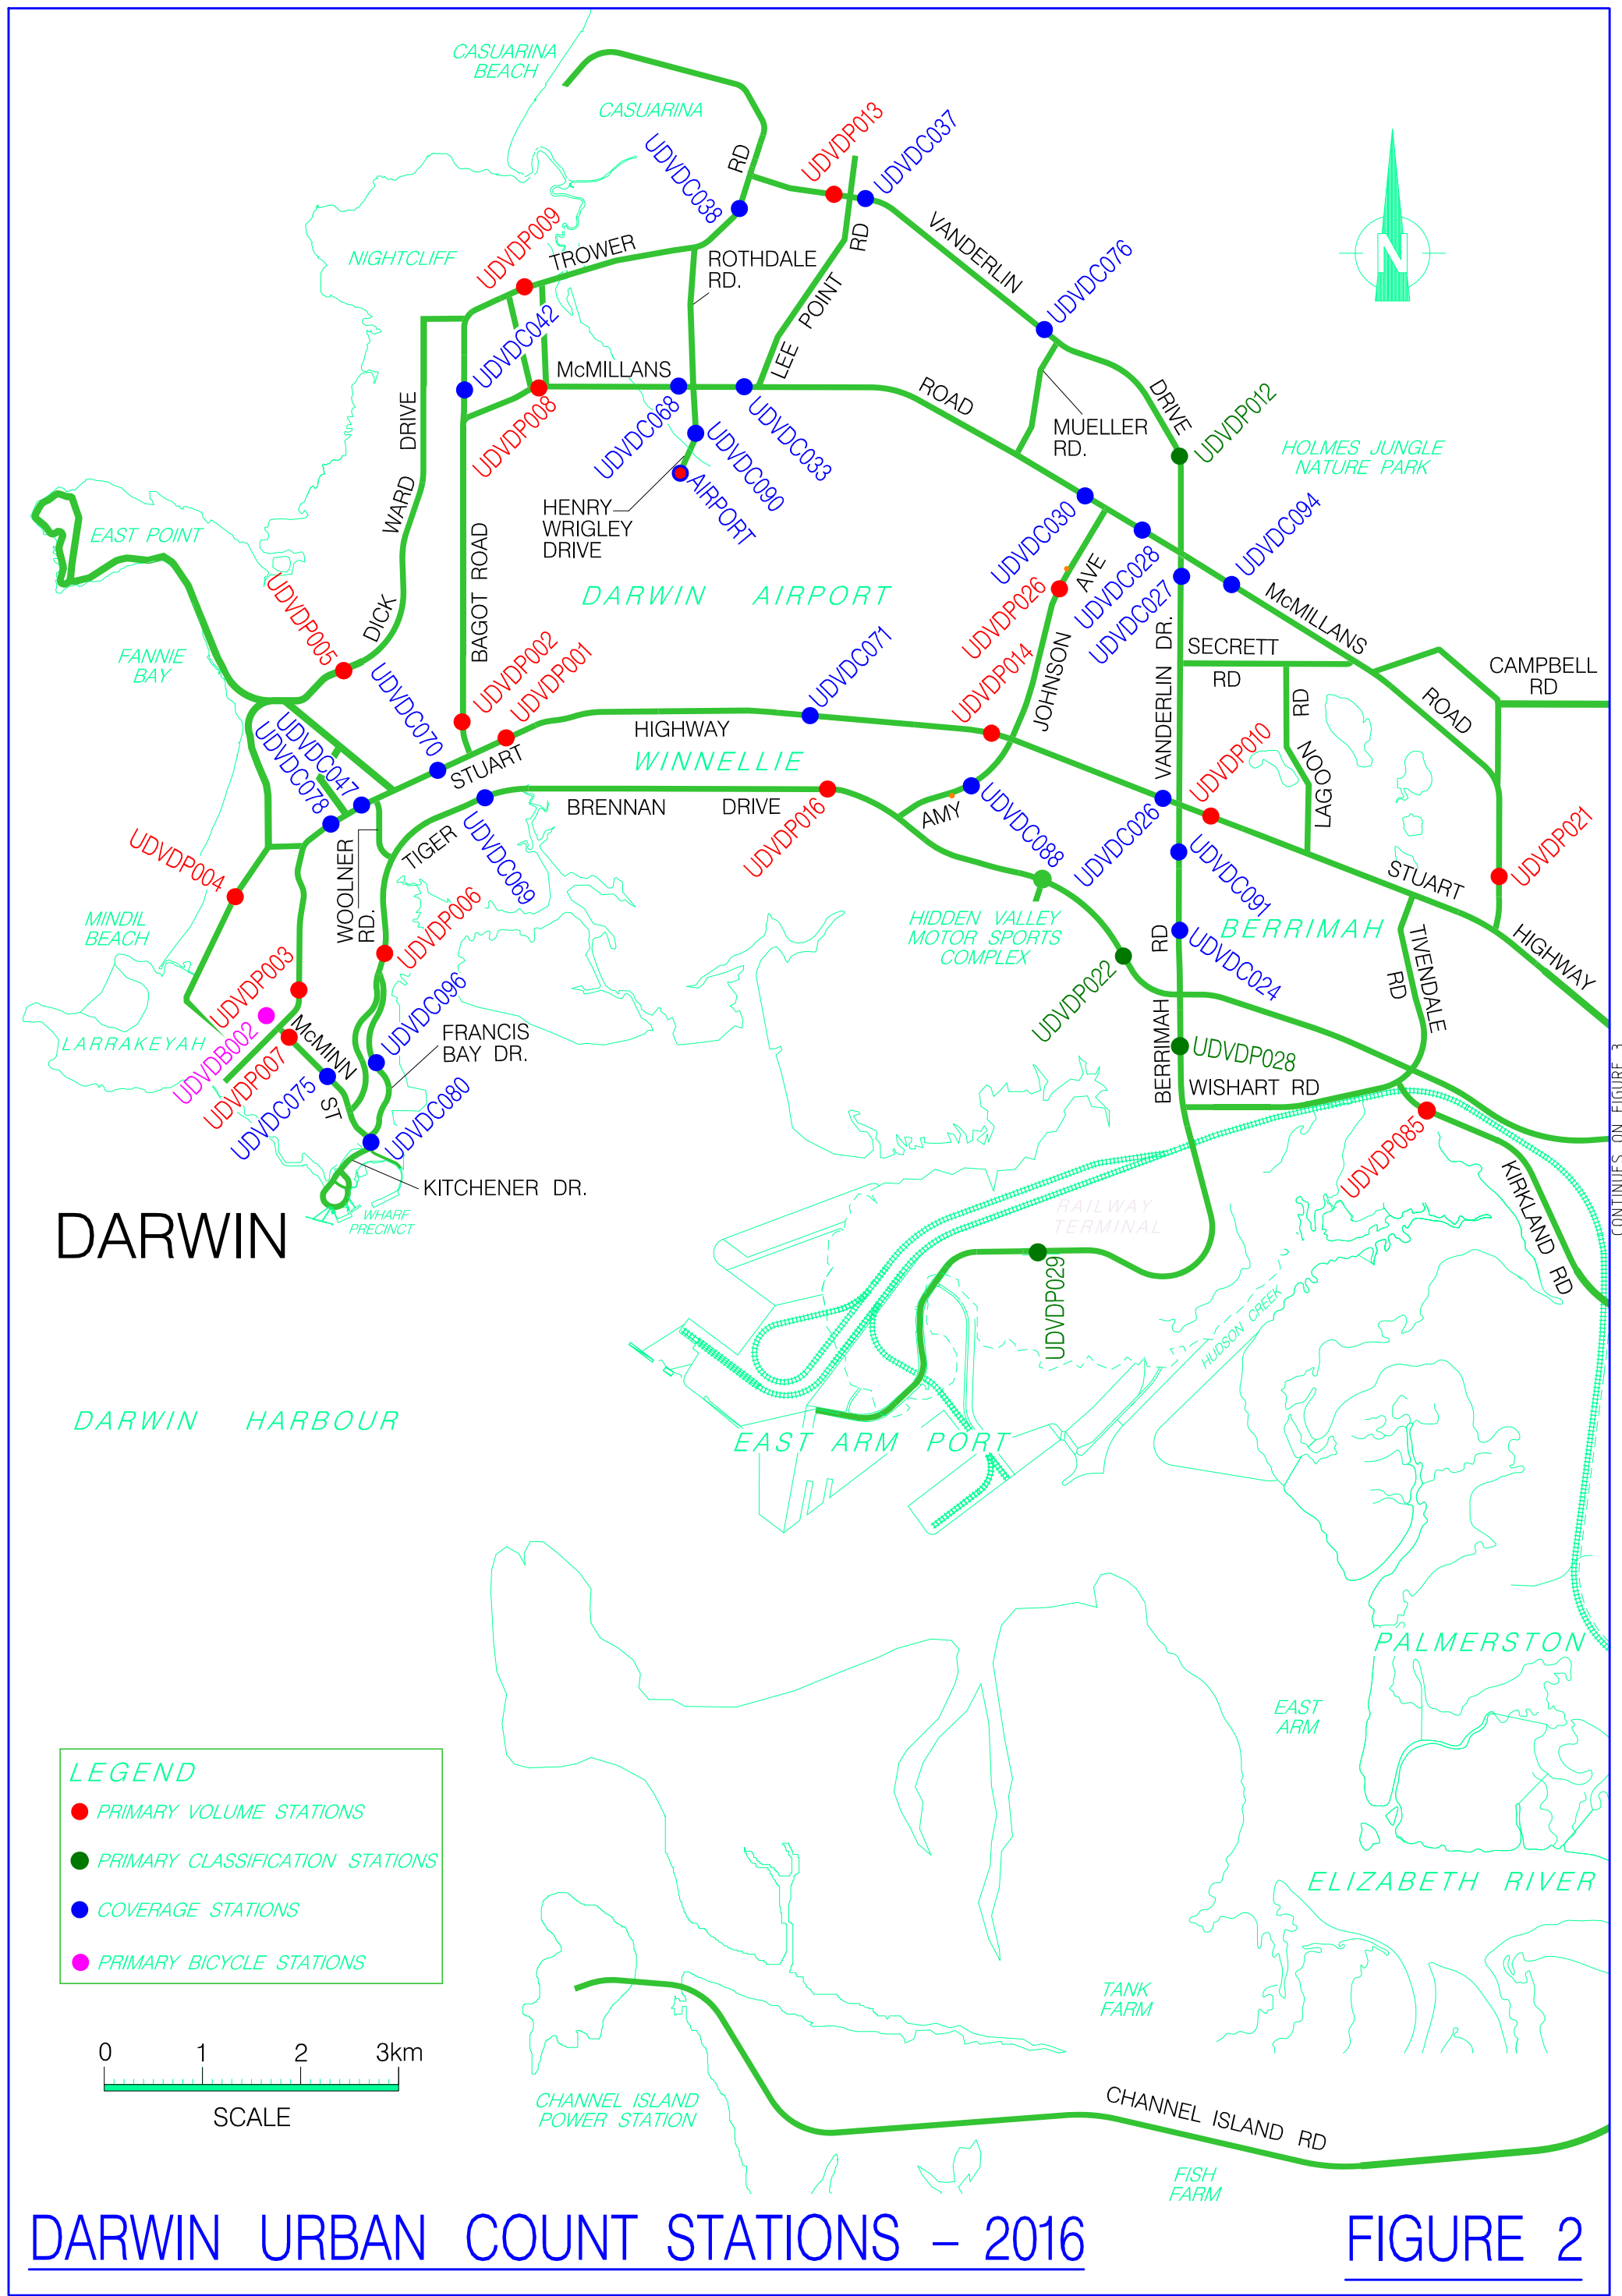 CASUARINA
BEACH
CASUARINA
UDVDP013
UDVDC037
UDVDC038
RD
UDVDP009
NIGHTCLIFF
TROWER
ROTHDALE
RD.
RD
POINT
LEE
VANDERLIN
UDVDC076
N
UDVDC042
McMILLANS
ROAD
DRIVE
UDVDP012
DRIVE
WARD
DICK
UDVDP008
UDVDC068
UDVDC090
UDVDC033
MUELLER
RD.
HOLMES JUNGLE
NATURE PARK
AIRPORT
HENRY
WRIGLEY
DRIVE
EAST POINT
BAGOT ROAD
UDVDC030
UDVDC028
UDVDC094
UDVDP005
DARWIN AIRPORT
UDVDP026
AVE
JOHNSON
UDVDC027
McMILLANS
FANNIE
BAY
UDVDP002
UDVDP001
UDVDC071
UDVDP014
VANDERLIN DR.
SECRETT
RD
CAMPBELL
RD
ROAD
RD
LAGOON
UDVDC070
UDVDC047
UDVDC078
STUART
HIGHWAY
WINNELLIE
UDVDP010
BRENNAN DRIVE
TIGER
UDVDP016
AMY
UDVDC088
UDVDC026
UDVDP004
WOOLNER
RD.
UDVDC069
UDVDC091
STUART
UDVDP021
MINDIL
BEACH
UDVDP006
HIDDEN VALLEY
MOTOR SPORTS
COMPLEX
BERRIMAH
RD
UDVDC024
TIVENDALE
RD
HIGHWAY
UDVDP003
UDVDP022
UDVDB002
UDVDC096
LARRAKEYAH
McMINN
ST
FRANCIS
BAY DR.
UDVDP007
UDVDC075
UDVDC080
BERRIMAH
UDVDP028
WISHART RD
CONTINUES ON FIGURE 3
UDVDP085
KIRKLAND RD
KITCHENER DR.
WHARF
PRECINCT
DARWIN
RAILWAY
TERMINAL
UDVDP029
HUDSON CREEK
DARWIN HARBOUR
EAST ARM PORT
PALMERSTON
EAST
ARM
LEGEND
PRIMARY VOLUME STATIONS
PRIMARY CLASSIFICATION STATIONS
COVERAGE STATIONS
PRIMARY BICYCLE STATIONS
ELIZABETH RIVER
TANK
FARM
0 1 2 3km
SCALE
CHANNEL ISLAND
POWER STATION
CHANNEL ISLAND RD
FISH
FARM
DARWIN URBAN COUNT STATIONS – 2016
FIGURE 2